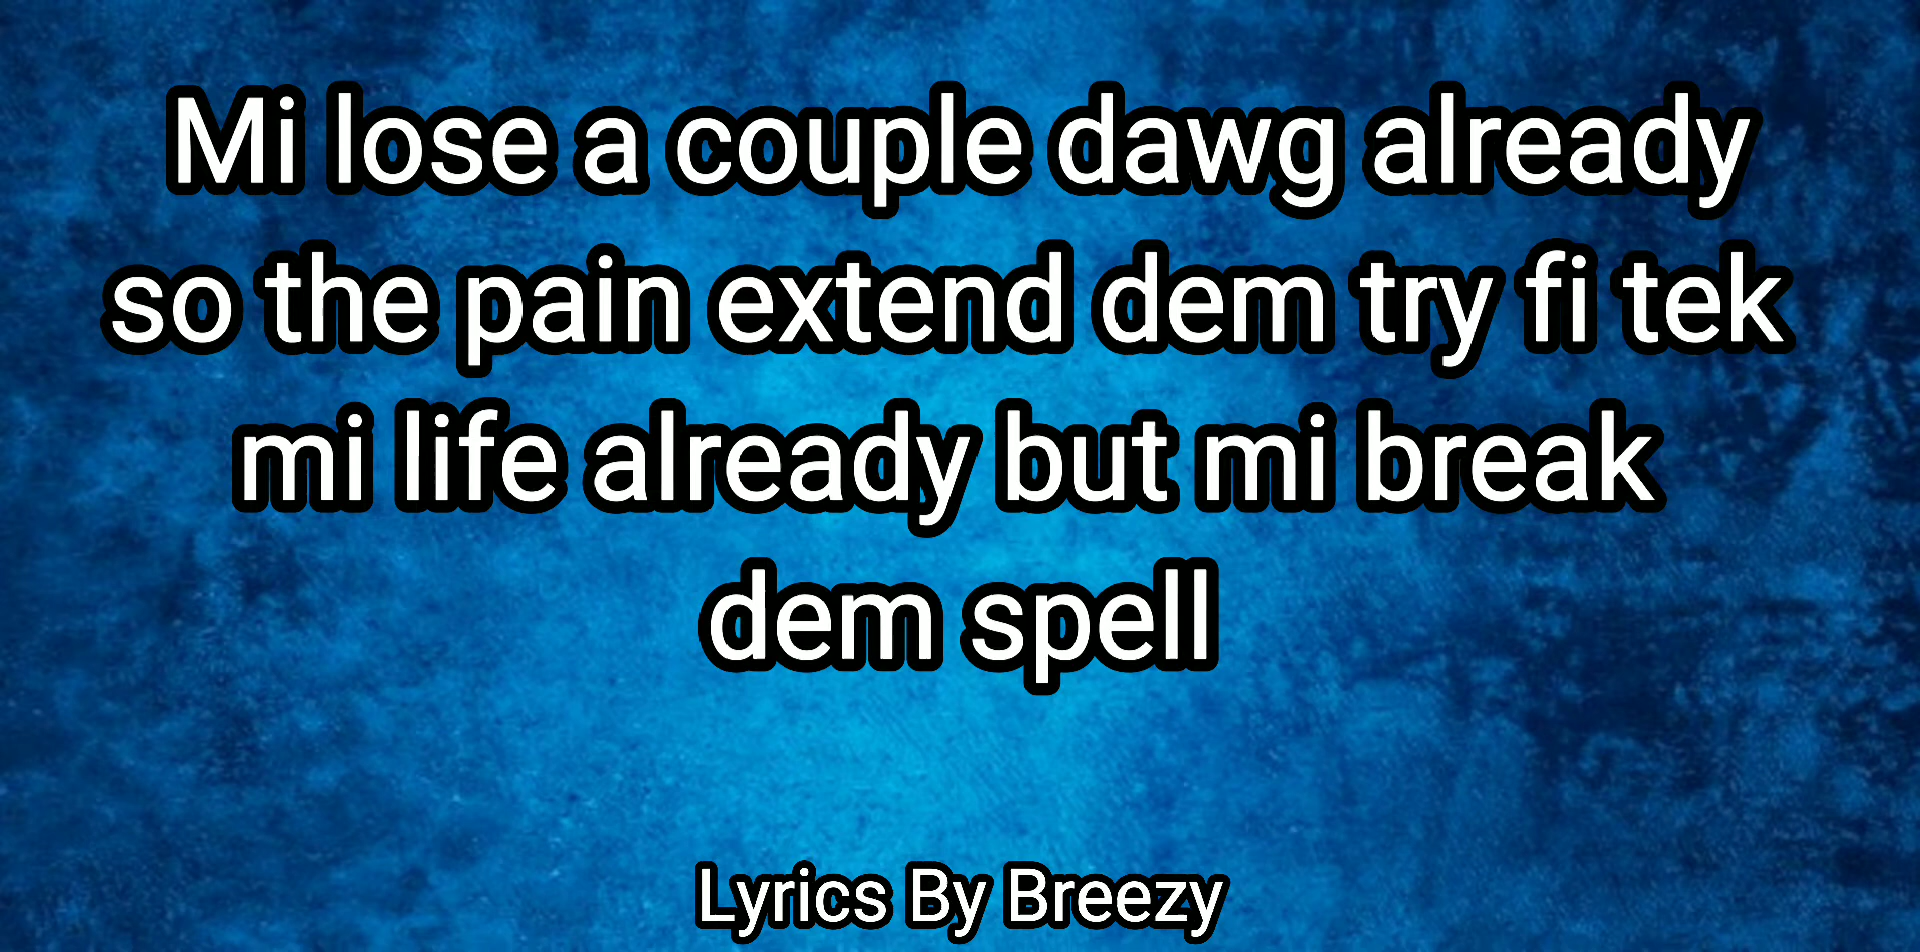 Mi lose a couple dawg already
so the pain extend dem try fi tek
mi life already but mi break
dem spell
Lyrics By Breezy